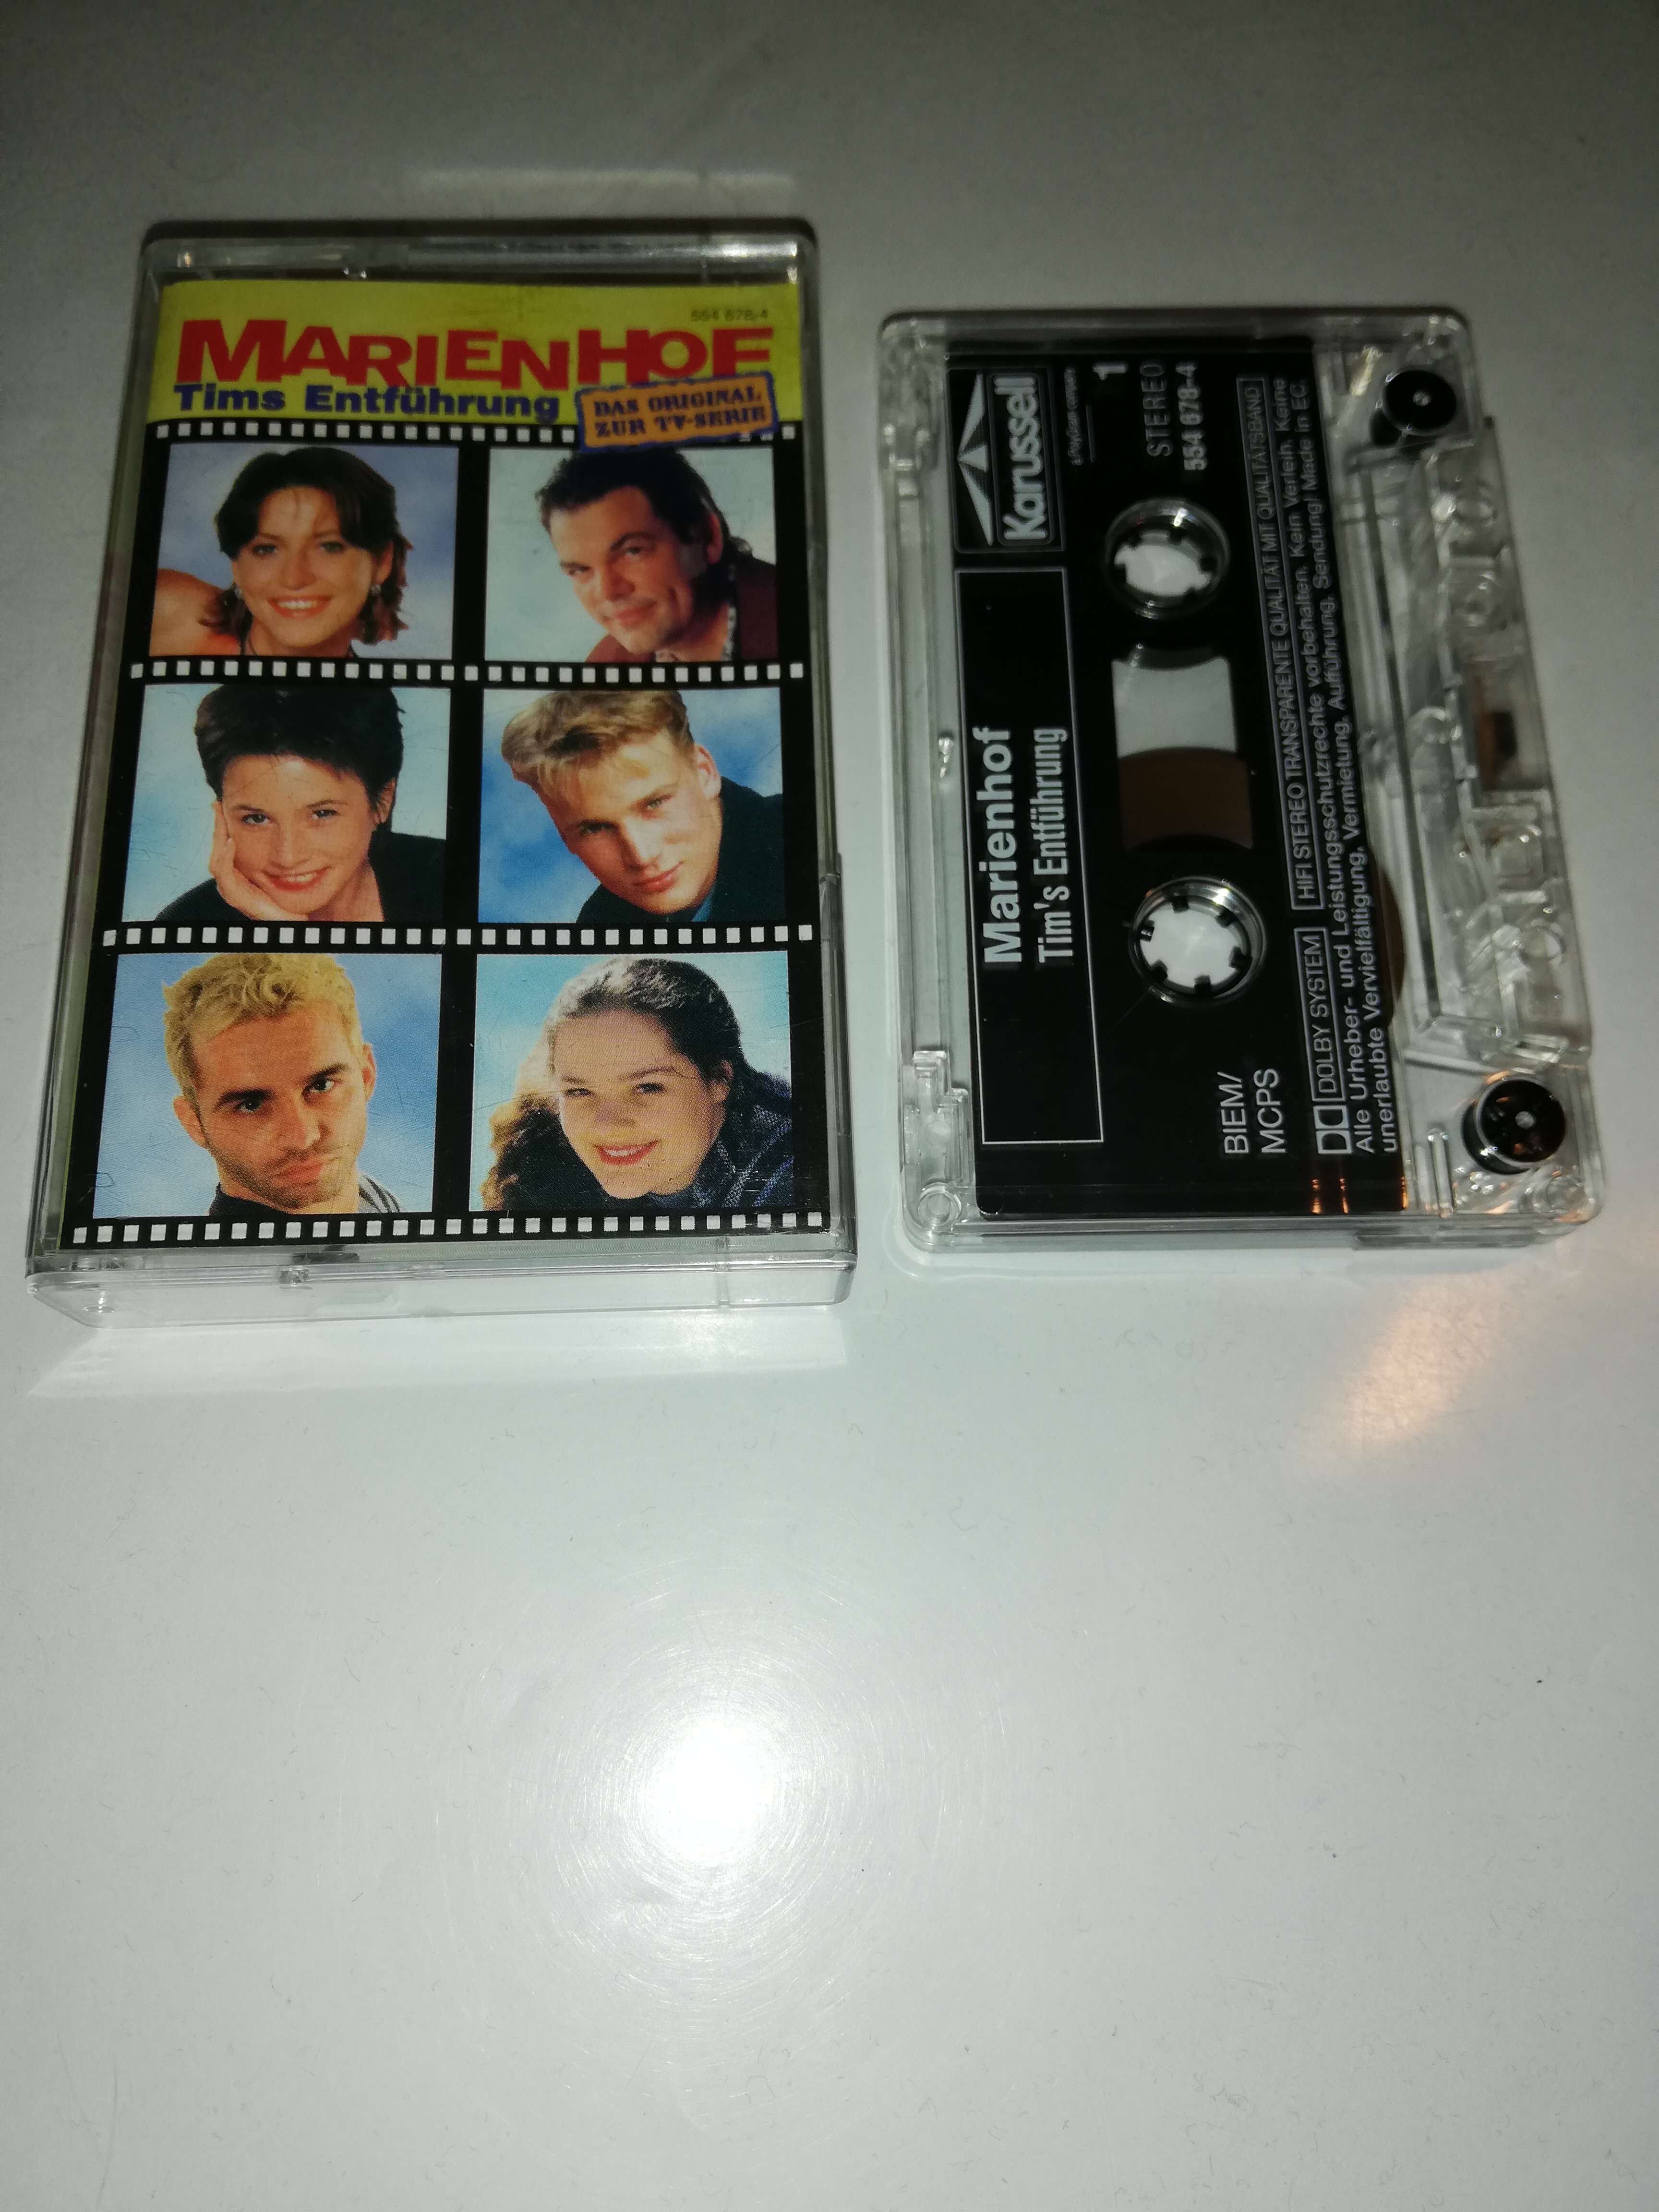 554 678-4
MARIENHOF
Tims Entführung
DAS ORIGINAL
ZUR TV-SERIE
Karussell
a PolyGram company
Marienhof
Tim's Entführung
1
STEREO
554 678-4
BIEM/
MCPS
DOLBY SYSTEM HIFI STEREO TRANSPARENTE QUALITÄT MIT QUALITÄTSBAND
Alle Urheber- und Leistungsschutzrechte vorbehalten. Kein Verleih. Keine
unerlaubte Vervielfältigung, Vermietung, Aufführung, Sendung! Made in EC.